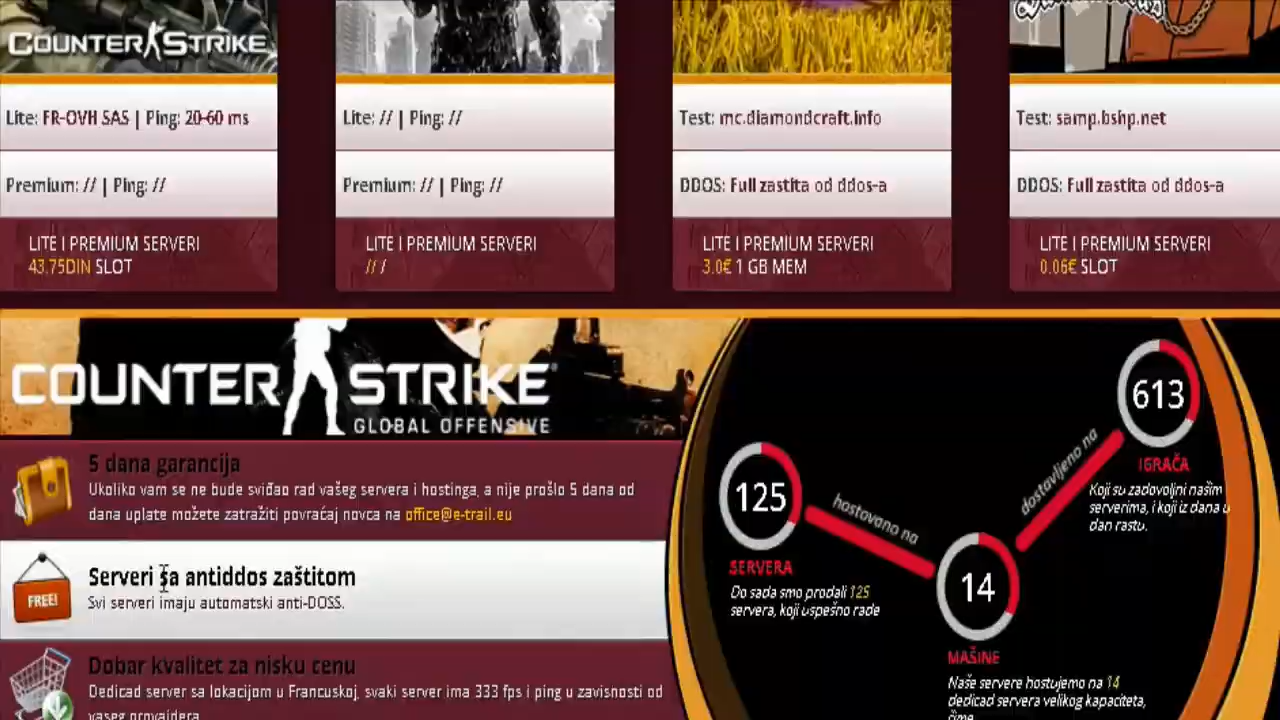 COUNTER STRIKE
Lite: FR-OVH SAS | Ping: 20-60 ms
Premium: // | Ping: //
LITE I PREMIUM SERVERI
43.75DIN SLOT
Lite: // | Ping: //
Premium: // | Ping: //
LITE I PREMIUM SERVERI
// /
Test: mc.diamondcraft.info
DDOS: Full zastita od ddos-a
LITE I PREMIUM SERVERI
3.0€ 1 GB MEM
Test: samp.bshp.net
DDOS: Full zastita od ddos-a
LITE I PREMIUM SERVERI
0.06€ SLOT
COUNTER STRIKE
GLOBAL OFFENSIVE
5 dana garancija
Ukoliko vam se ne bude sviđao rad vašeg servera i hostinga, a nije prošlo 5 dana od
dana uplate možete zatražiti povraćaj novca na office@e-trail.eu
FREE!
Serveri sa antiddos zaštitom
Svi serveri imaju automatski anti-DOSS.
Dobar kvalitet za nisku cenu
Dedicad server sa lokacijom u Francuskoj, svaki server ima 333 fps i ping u zavisnosti od
vaseg provajdera
125
SERVERA
Do sada smo prodali 125
servera, koji uspešno rade
hostovano na
14
MAŠINE
Naše servere hostujemo na 14
dedicad servera velikog kapaciteta,
čime
dostavljeno na
613
IGRAČA
Koji su zadovoljni našim
serverima, i koji iz dana u
dan rastu.